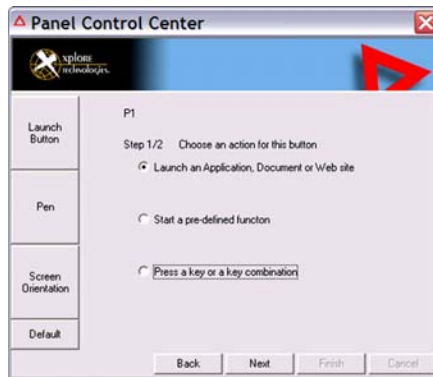 Panel Control Center
xplore
technologies.
Launch
Button
Pen
Screen
Orientation
Default
P1
Step 1/2 Choose an action for this button
Launch an Application, Document or Web site
Start a pre-defined functon
Press a key or a key combination
Back
Next
Finish
Cancel